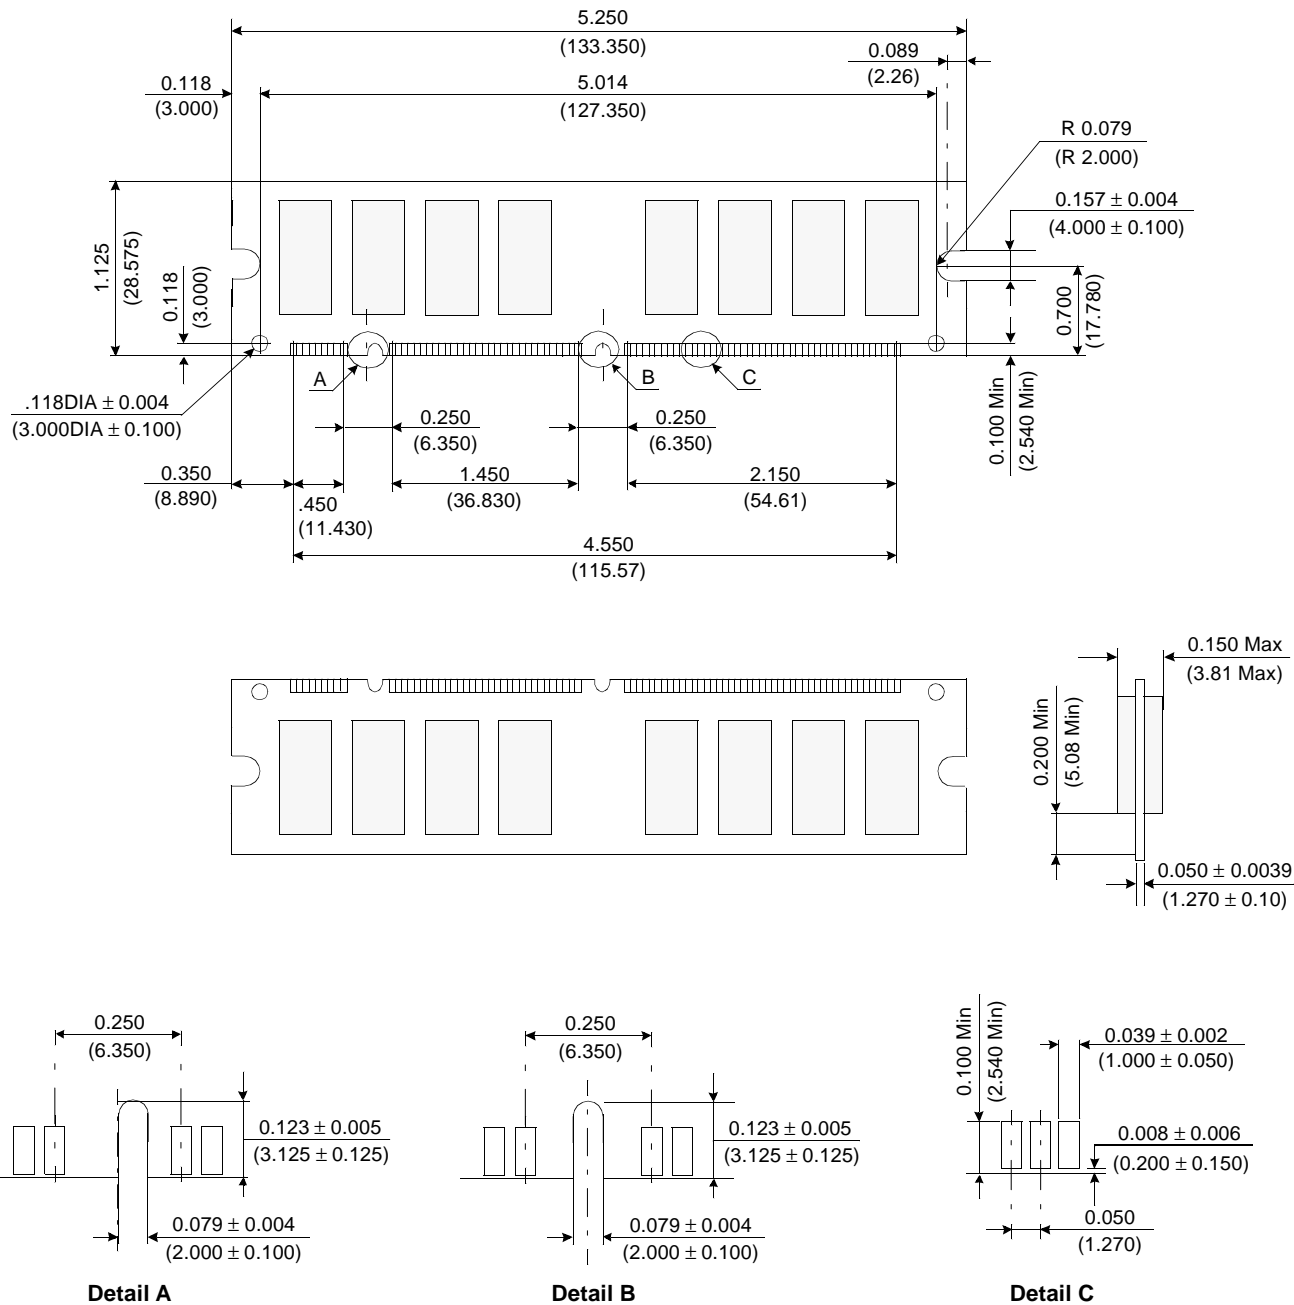 5.250
(133.350)
0.089
(2.26)
0.118
(3.000)
5.014
(127.350)
R 0.079
(R 2.000)
0.157 ± 0.004
(4.000 ± 0.100)
1.125
(28.575)
0.118
(3.000)
0.700
(17.780)
A
B
C
.118DIA ± 0.004
(3.000DIA ± 0.100)
0.250
(6.350)
0.250
(6.350)
0.100 Min
(2.540 Min)
0.350
(8.890)
.450
(11.430)
1.450
(36.830)
2.150
(54.61)
4.550
(115.57)
0.150 Max
(3.81 Max)
0.200 Min
(5.08 Min)
0.050 ± 0.0039
(1.270 ± 0.10)
0.250
(6.350)
0.123 ± 0.005
(3.125 ± 0.125)
0.079 ± 0.004
(2.000 ± 0.100)
Detail A
0.250
(6.350)
0.123 ± 0.005
(3.125 ± 0.125)
0.079 ± 0.004
(2.000 ± 0.100)
Detail B
0.100 Min
(2.540 Min)
0.039 ± 0.002
(1.000 ± 0.050)
0.008 ± 0.006
(0.200 ± 0.150)
0.050
(1.270)
Detail C